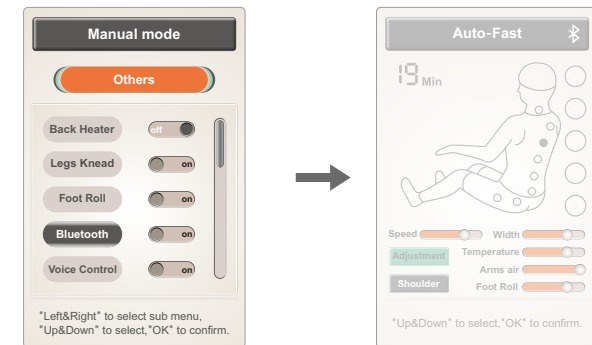 Manual mode
Others
Back Heater off
Legs Knead on
Foot Roll on
Bluetooth on
Voice Control on
"Left&Right" to select sub menu,
"Up&Down" to select,"OK" to confirm.
Auto-Fast
19 Min
Speed Width
Adjustment Temperature
Arms air
Shoulder Foot Roll
"Up&Down" to select,"OK" to confirm.